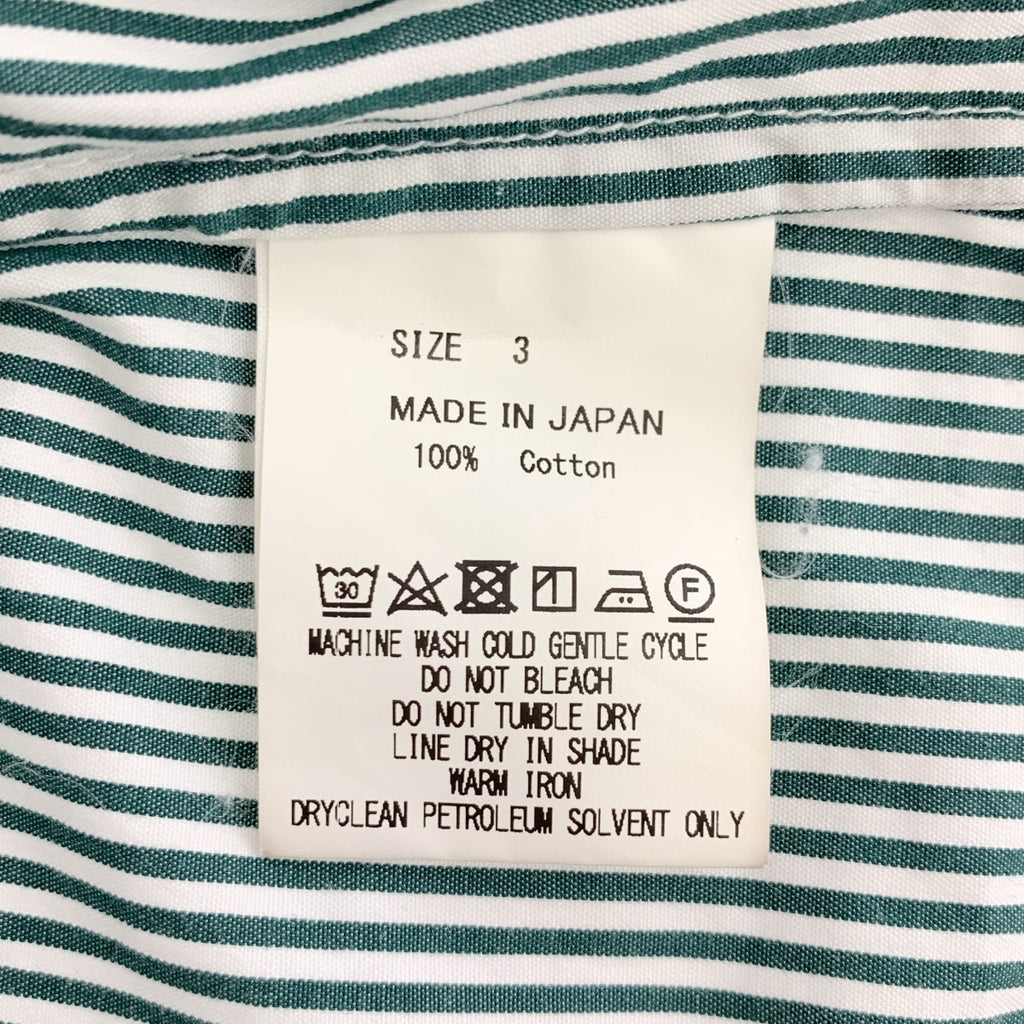 SIZE 3
MADE IN JAPAN
100% Cotton
30 F
MACHINE WASH COLD GENTLE CYCLE
DO NOT BLEACH
DO NOT TUMBLE DRY
LINE DRY IN SHADE
WARM IRON
DRYCLEAN PETROLEUM SOLVENT ONLY